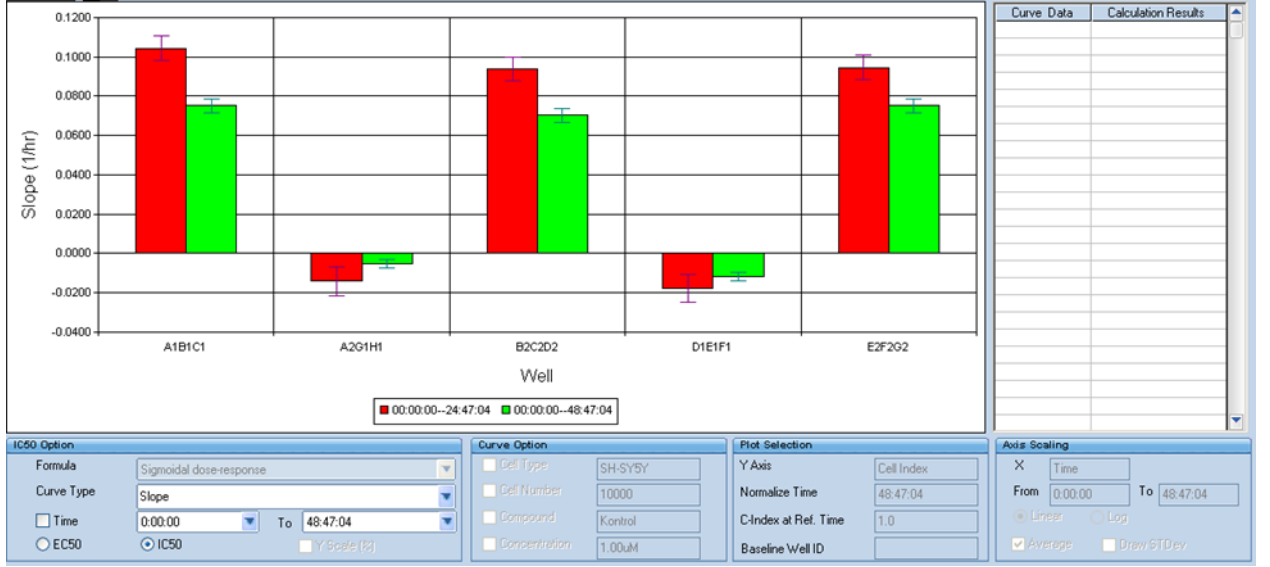 0.1200
0.1000
0.0800
0.0600
0.0400
0.0200
0.0000
-0.0200
-0.0400
Slope (1/hr)
A1B1C1 A2G1H1 B2C2D2 D1E1F1 E2F2G2
Well
00:00:00--24:47:04 00:00:00--48:47:04
Curve Data Calculation Results
IC50 Option
Formula Sigmoidal dose-response
Curve Type Slope
Time 0:00:00 To 48:47:04
EC50 IC50 Y Scale (%)
Curve Option
Cell Type SH-SY5Y
Cell Number 10000
Compound Kontrol
Concentration 1.00uM
Plot Selection
Y Axis Cell Index
Normalize Time 48:47:04
C-Index at Ref. Time 1.0
Baseline Well ID
Axis Scaling
X Time
From 0:00:00 To 48:47:04
Linear Log
Average Draw STDev